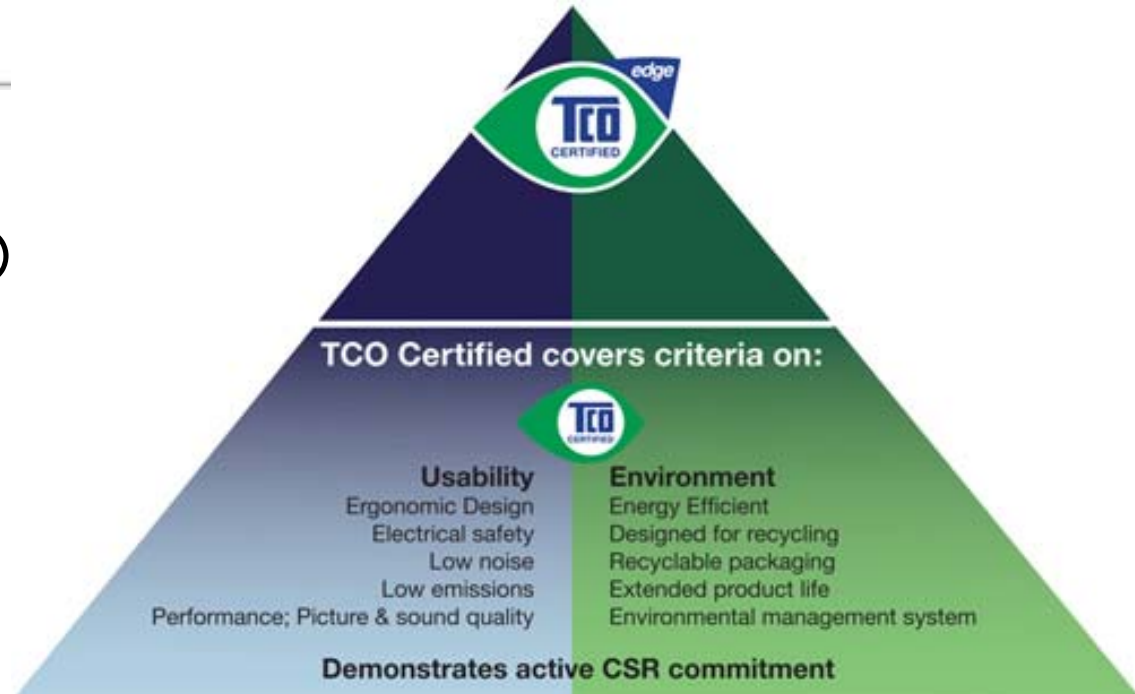 edge
TCO
CERTIFIED
)
TCO Certified covers criteria on:
TCO
CERTIFIED
Usability
Ergonomic Design
Electrical safety
Low noise
Low emissions
Performance; Picture & sound quality
Environment
Energy Efficient
Designed for recycling
Recyclable packaging
Extended product life
Environmental management system
Demonstrates active CSR commitment